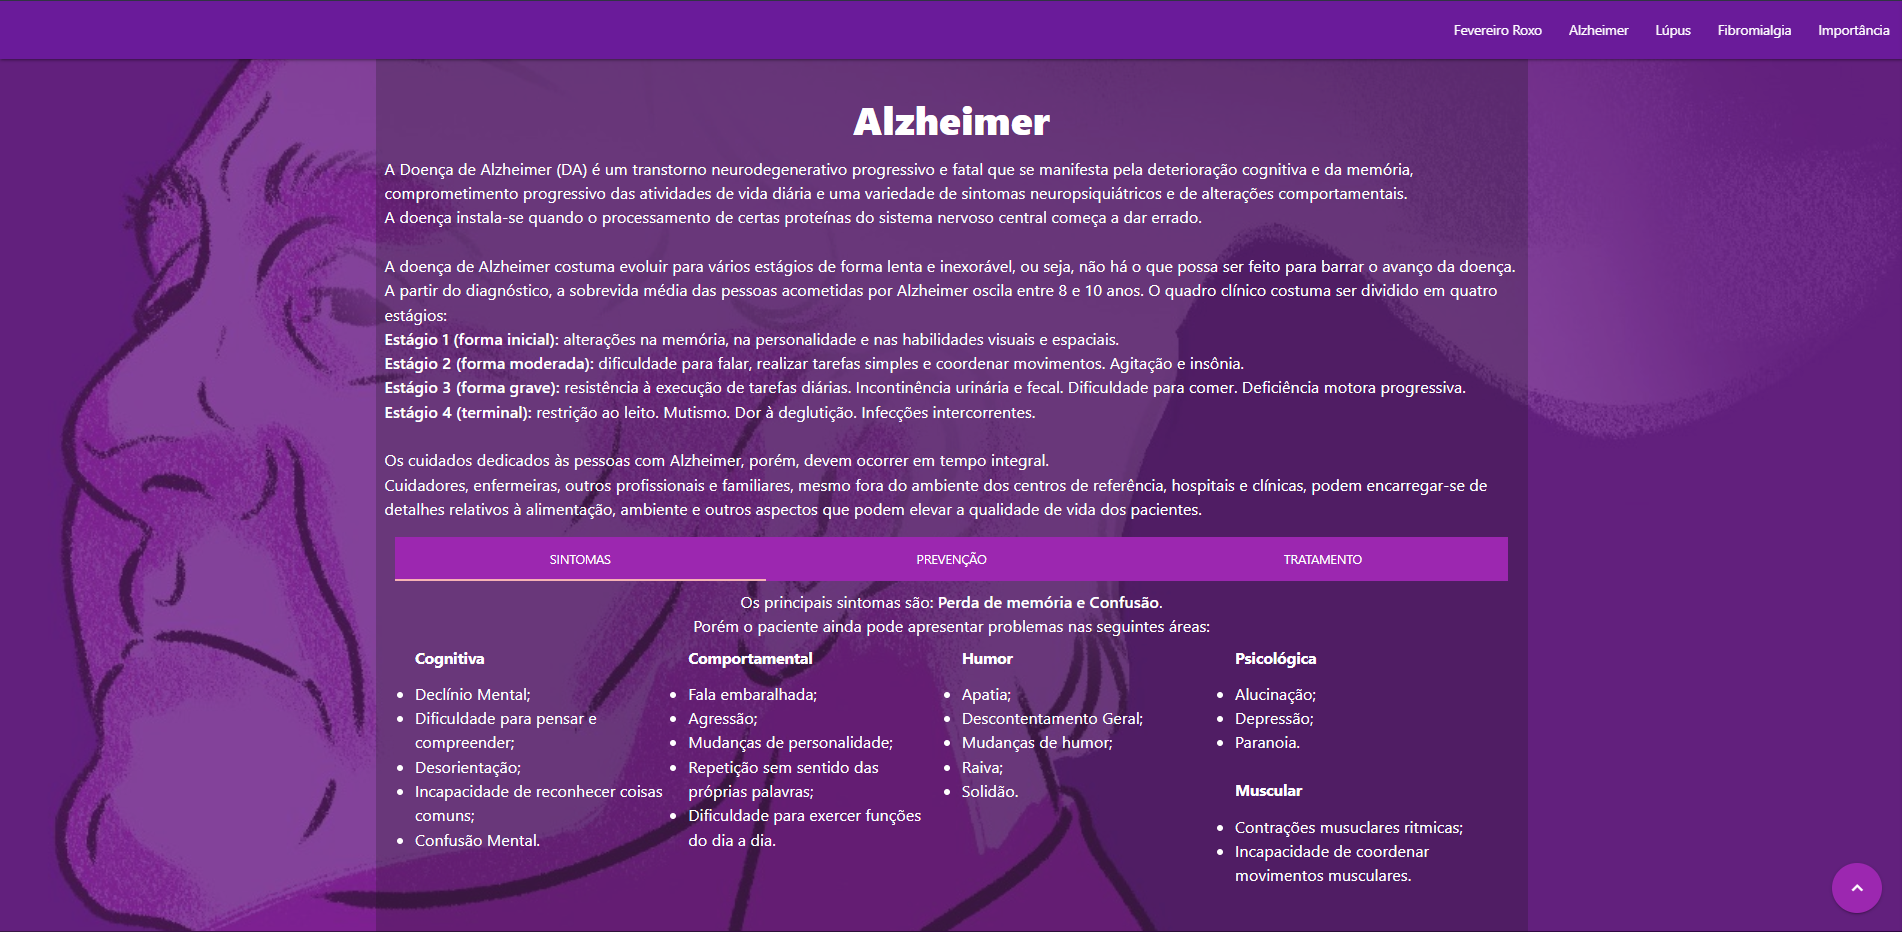 Fevereiro Roxo Alzheimer Lúpus Fibromialgia Importância
Alzheimer
A Doença de Alzheimer (DA) é um transtorno neurodegenerativo progressivo e fatal que se manifesta pela deterioração cognitiva e da memória,
comprometimento progressivo das atividades de vida diária e uma variedade de sintomas neuropsiquiátricos e de alterações comportamentais.
A doença instala-se quando o processamento de certas proteínas do sistema nervoso central começa a dar errado.
A doença de Alzheimer costuma evoluir para vários estágios de forma lenta e inexorável, ou seja, não há o que possa ser feito para barrar o avanço da doença.
A partir do diagnóstico, a sobrevida média das pessoas acometidas por Alzheimer oscila entre 8 e 10 anos. O quadro clínico costuma ser dividido em quatro
estágios:
Estágio 1 (forma inicial): alterações na memória, na personalidade e nas habilidades visuais e espaciais.
Estágio 2 (forma moderada): dificuldade para falar, realizar tarefas simples e coordenar movimentos. Agitação e insônia.
Estágio 3 (forma grave): resistência à execução de tarefas diárias. Incontinência urinária e fecal. Dificuldade para comer. Deficiência motora progressiva.
Estágio 4 (terminal): restrição ao leito. Mutismo. Dor à deglutição. Infecções intercorrentes.
Os cuidados dedicados às pessoas com Alzheimer, porém, devem ocorrer em tempo integral.
Cuidadores, enfermeiras, outros profissionais e familiares, mesmo fora do ambiente dos centros de referência, hospitais e clínicas, podem encarregar-se de
detalhes relativos à alimentação, ambiente e outros aspectos que podem elevar a qualidade de vida dos pacientes.
SINTOMAS PREVENÇÃO TRATAMENTO
Os principais sintomas são: Perda de memória e Confusão.
Porém o paciente ainda pode apresentar problemas nas seguintes áreas:
Cognitiva
Declínio Mental;
Dificuldade para pensar e
compreender;
Desorientação;
Incapacidade de reconhecer coisas
comuns;
Confusão Mental.
Comportamental
Fala embaralhada;
Agressão;
Mudanças de personalidade;
Repetição sem sentido das
próprias palavras;
Dificuldade para exercer funções
do dia a dia.
Humor
Apatia;
Descontentamento Geral;
Mudanças de humor;
Raiva;
Solidão.
Psicológica
Alucinação;
Depressão;
Paranoia.
Muscular
Contrações musuclares ritmicas;
Incapacidade de coordenar
movimentos musculares.